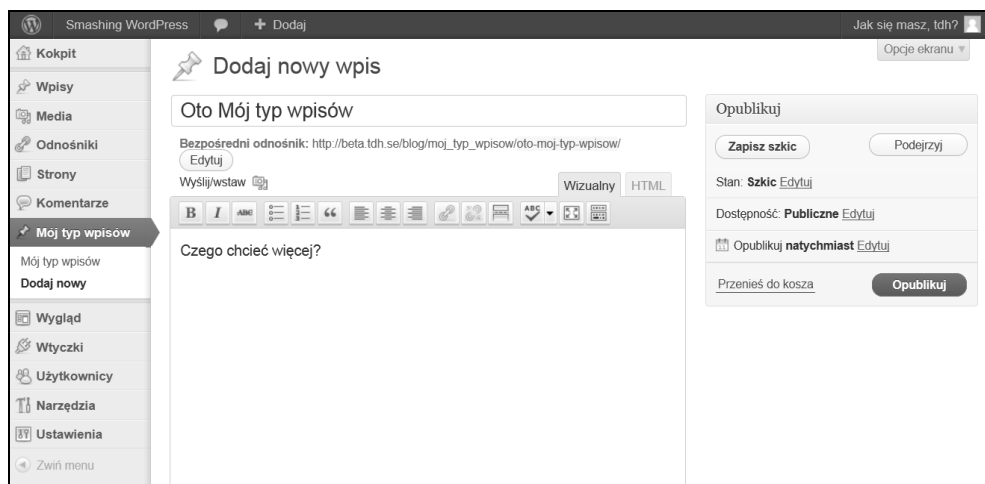 Smashing WordPress + Dodaj Jak się masz, tdh?
Opcje ekranu
Kokpit
Wpisy
Media
Odnośniki
Strony
Komentarze
Mój typ wpisów
Mój typ wpisów
Dodaj nowy
Wygląd
Wtyczki
Użytkownicy
Narzędzia
Ustawienia
Zwiń menu
Dodaj nowy wpis
Oto Mój typ wpisów
Bezpośredni odnośnik: http://beta.tdh.se/blog/moj_typ_wpisow/oto-moj-typ-wpisow/
Edytuj
Wyślij/wstaw
Wizualny HTML
B I ABC “ ABC
Czego chcieć więcej?
Opublikuj
Zapisz szkic Podejrzyj
Stan: Szkic Edytuj
Dostępność: Publiczne Edytuj
Opublikuj natychmiast Edytuj
Przenieś do kosza Opublikuj